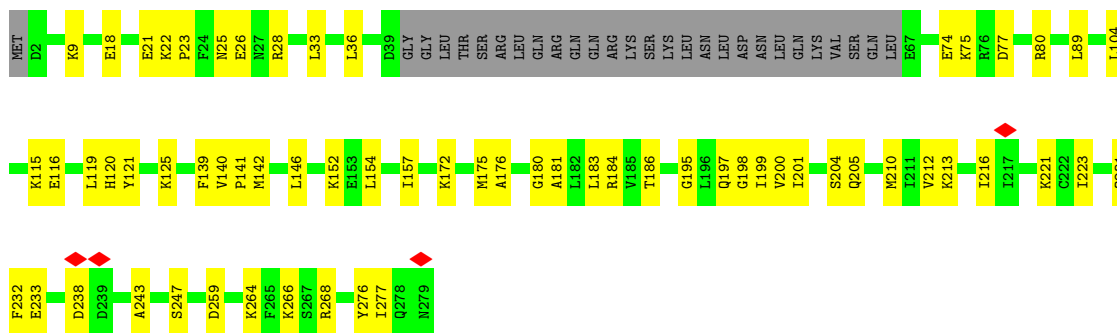 MET D2 K9 E18 E21 K22 P23 F24 N25 E26 N27 R28 L33 L36 D39 GLY GLY LEU THR SER ARG LEU GLN GLN GLN ARG LYS SER LYS LEU ASN LEU ASP ASN LEU GLN LYS VAL SER GLN LEU E67 E74 K75 R76 D77 R80 L89 L104
K115 E116 L119 H120 Y121 K125 F139 V140 P141 M142 L146 K152 E153 L154 I157 K172 M175 A176 G180 A181 L182 L183 R184 V185 T186 G195 L196 Q197 G198 I199 V200 I201 S204 Q205 M210 I211 V212 K213 I216 I217 K221 C222 I223
F232 E233 D238 D239 A243 S247 D259 K264 F265 K266 S267 R268 Y276 I277 Q278 N279